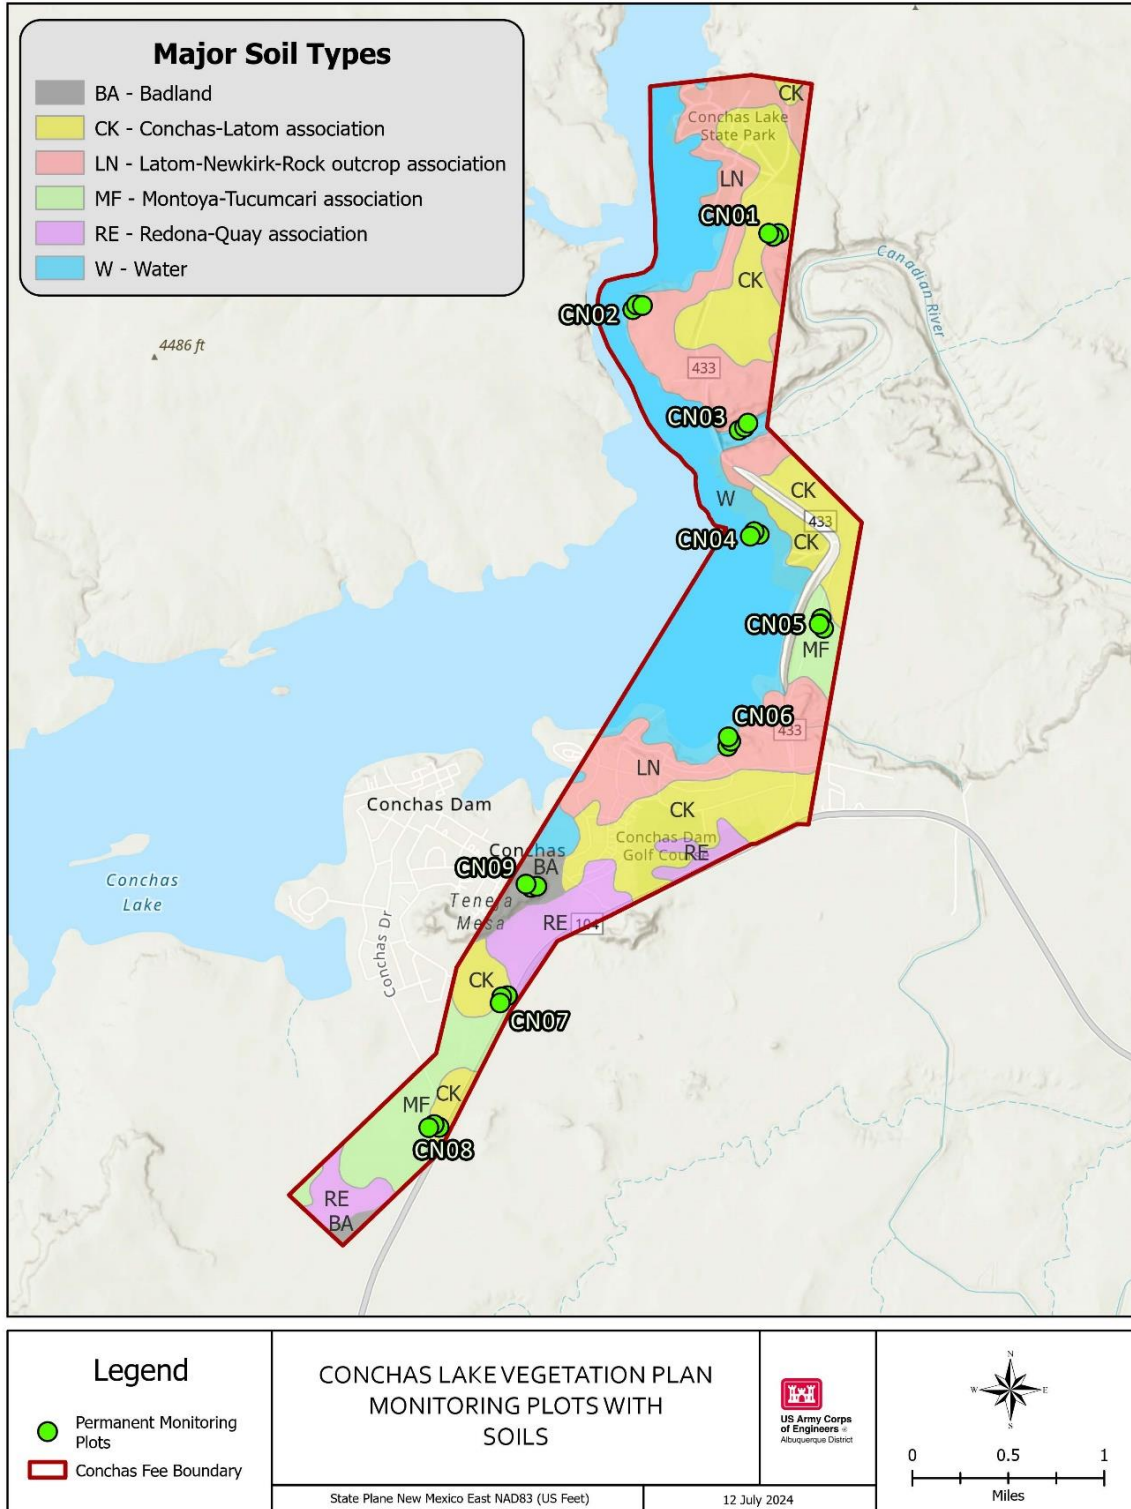 Major Soil Types
BA - Badland
CK - Conchas-Latom association
LN - Latom-Newkirk-Rock outcrop association
MF - Montoya-Tucumcari association
RE - Redona-Quay association
W - Water
CK
Conchas Lake
State Park
LN
CN01
CK
Canadian River
CN02
4486 ft
433
CN03
W
CK
433
CK
CN04
CN05
MF
CN06
433
LN
Conchas Dam
CK
Conchas Dam
Golf Course
RE
Conchas
BA
CN09
Conchas
Lake
Mesa
RE
104
Conchas Dr
CK
CN07
CK
MF
CN08
RE
BA
Legend
Permanent Monitoring
Plots
Conchas Fee Boundary
CONCHAS LAKE VEGETATION PLAN
MONITORING PLOTS WITH
SOILS
State Plane New Mexico East NAD83 (US Feet)
12 July 2024
US Army Corps
of Engineers
Albuquerque District
N
W
E
S
0
0.5
1
Miles